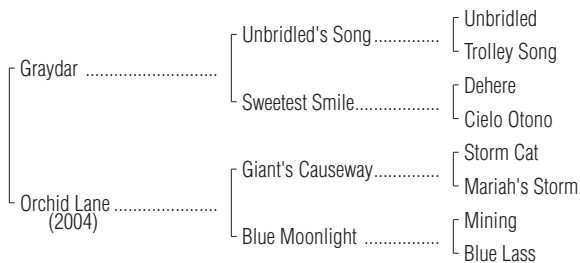 Unbridled
Unbridled's Song..............
Trolley Song
Graydar ...........................
Dehere
Sweetest Smile.................
Cielo Otono
Storm Cat
Giant's Causeway..............
Mariah's Storm
Orchid Lane .....................
(2004)
Mining
Blue Moonlight ...............
Blue Lass